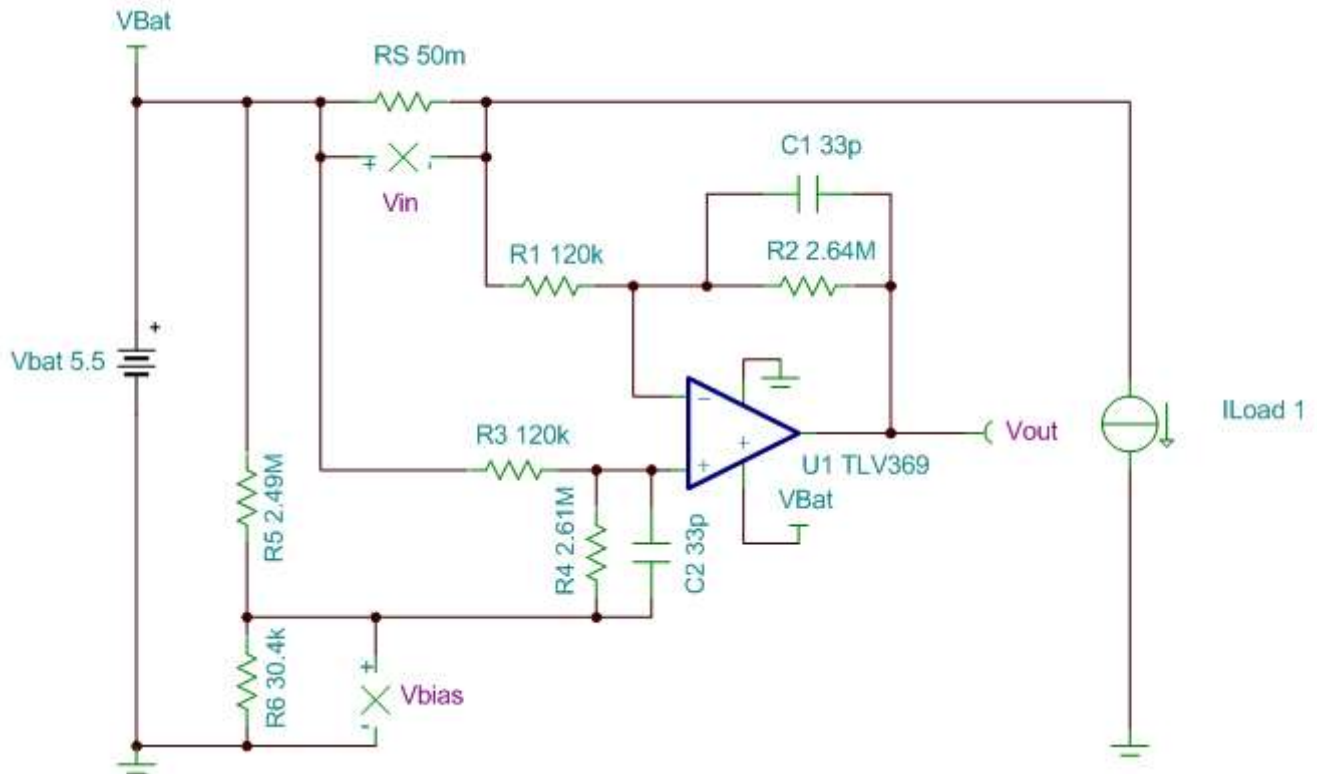 VBat
RS 50m
+ -
Vin
C1 33p
R1 120k
R2 2.64M
+
Vbat 5.5
−
+
+
R3 120k
Vout
ILoad 1
U1 TLV369
VBat
R5 2.49M
R4 2.61M
C2 33p
+
Vbias
-
R6 30.4k